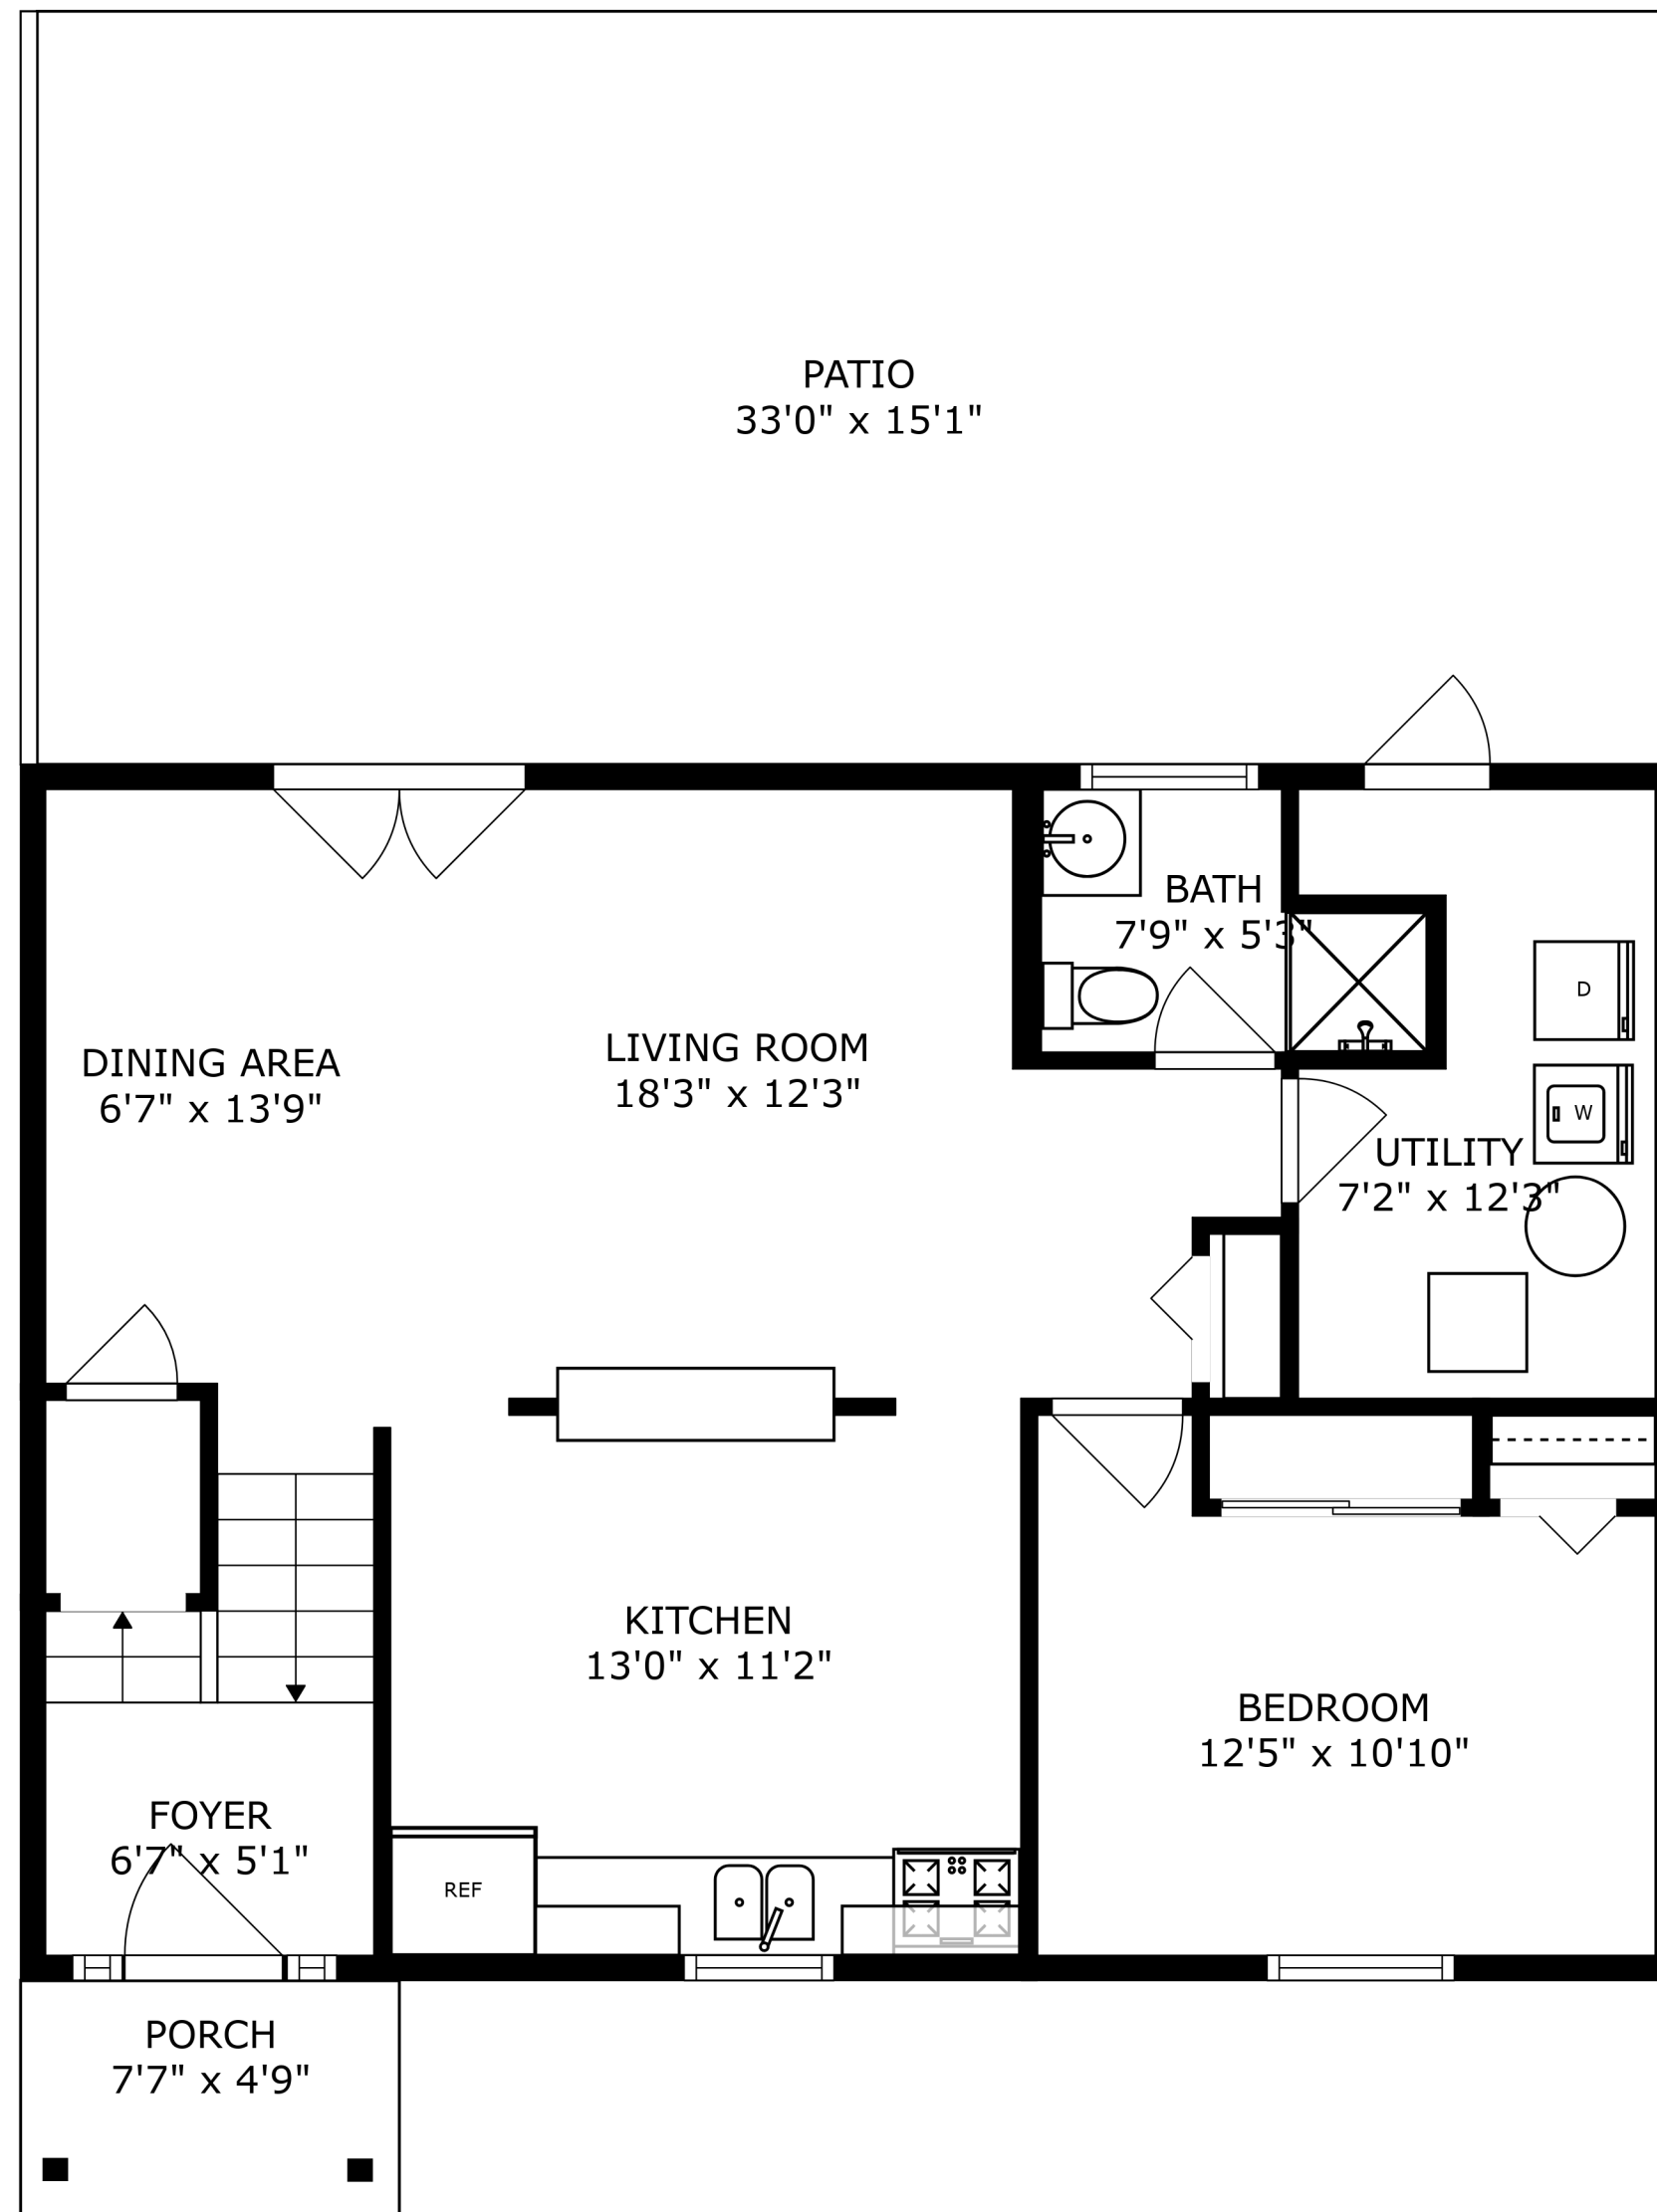 PATIO
33'0" x 15'1"
BATH
7'9" x 5'3"
D
DINING AREA
6'7" x 13'9"
LIVING ROOM
18'3" x 12'3"
W
UTILITY
7'2" x 12'3"
KITCHEN
13'0" x 11'2"
BEDROOM
12'5" x 10'10"
FOYER
6'7" x 5'1"
REF
PORCH
7'7" x 4'9"